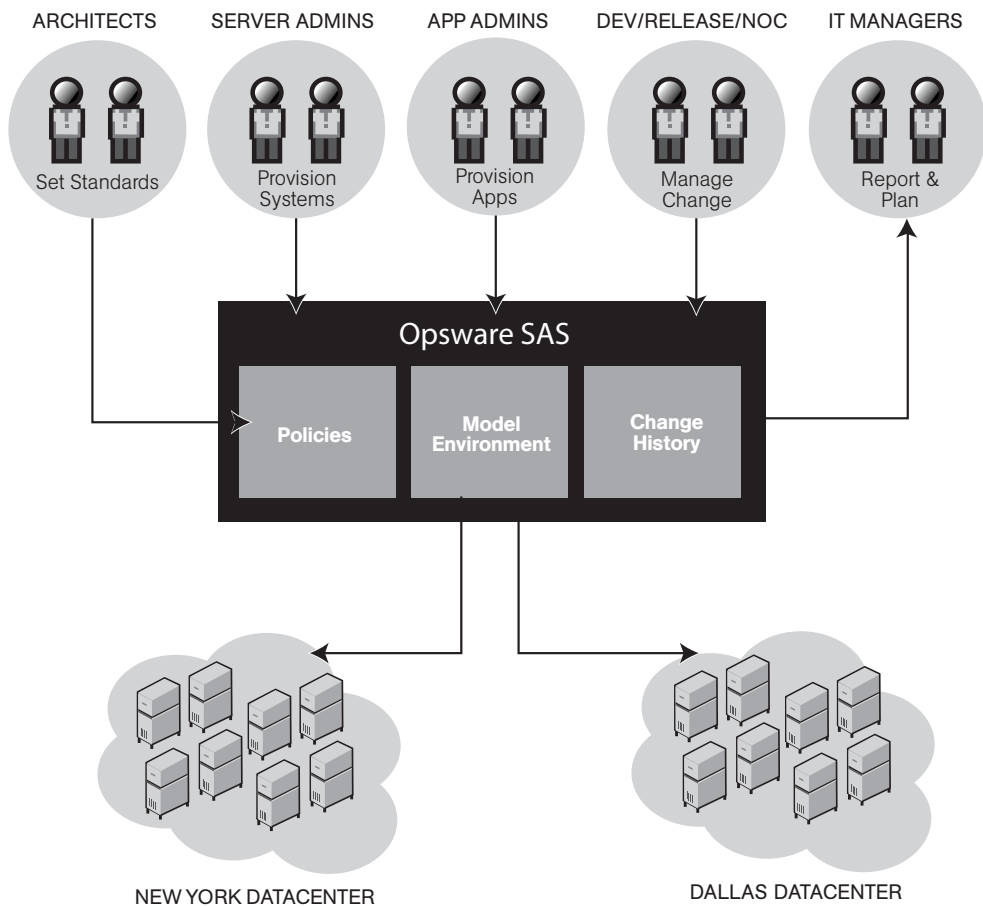 ARCHITECTS
SERVER ADMINS
APP ADMINS
DEV/RELEASE/NOC
IT MANAGERS
Set Standards
Provision
Systems
Provision
Apps
Manage
Change
Report &
Plan
Opsware SAS
Policies
Model
Environment
Change
History
NEW YORK DATACENTER
DALLAS DATACENTER